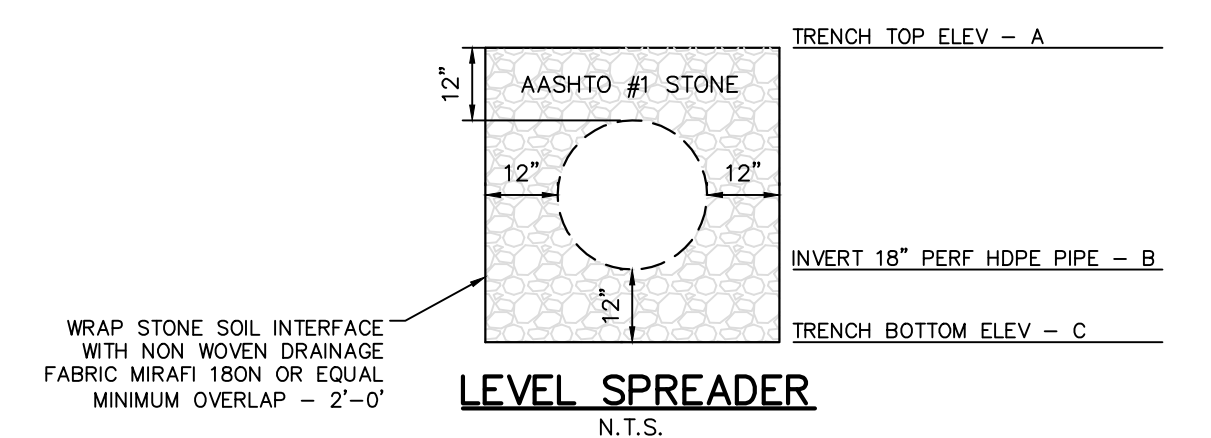 TRENCH TOP ELEV – A
12"
AASHTO #1 STONE
12"
12"
INVERT 18" PERF HDPE PIPE – B
12"
TRENCH BOTTOM ELEV – C
WRAP STONE SOIL INTERFACE
WITH NON WOVEN DRAINAGE
FABRIC MIRAFI 180N OR EQUAL
MINIMUM OVERLAP – 2'–0'
LEVEL SPREADER
N.T.S.